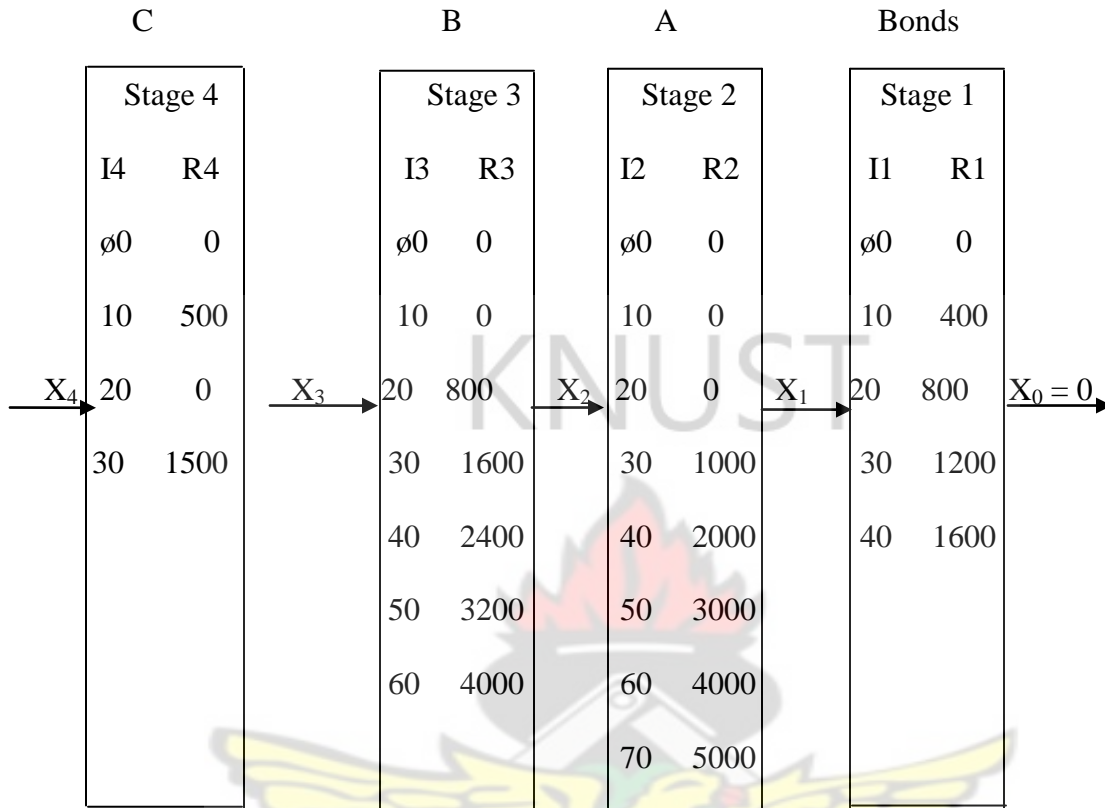 C B A Bonds
Stage 4 Stage 3 Stage 2 Stage 1
I4 R4 I3 R3 I2 R2 I1 R1
ø0 0 ø0 0 ø0 0 ø0 0
10 500 10 0 10 0 10 400
KNUST
X₄ 20 0 X₃ 20 800 X₂ 20 0 X₁ 20 800 X₀ = 0
30 1500 30 1600 30 1000 30 1200
40 2400 40 2000 40 1600
50 3200 50 3000
60 4000 60 4000
70 5000